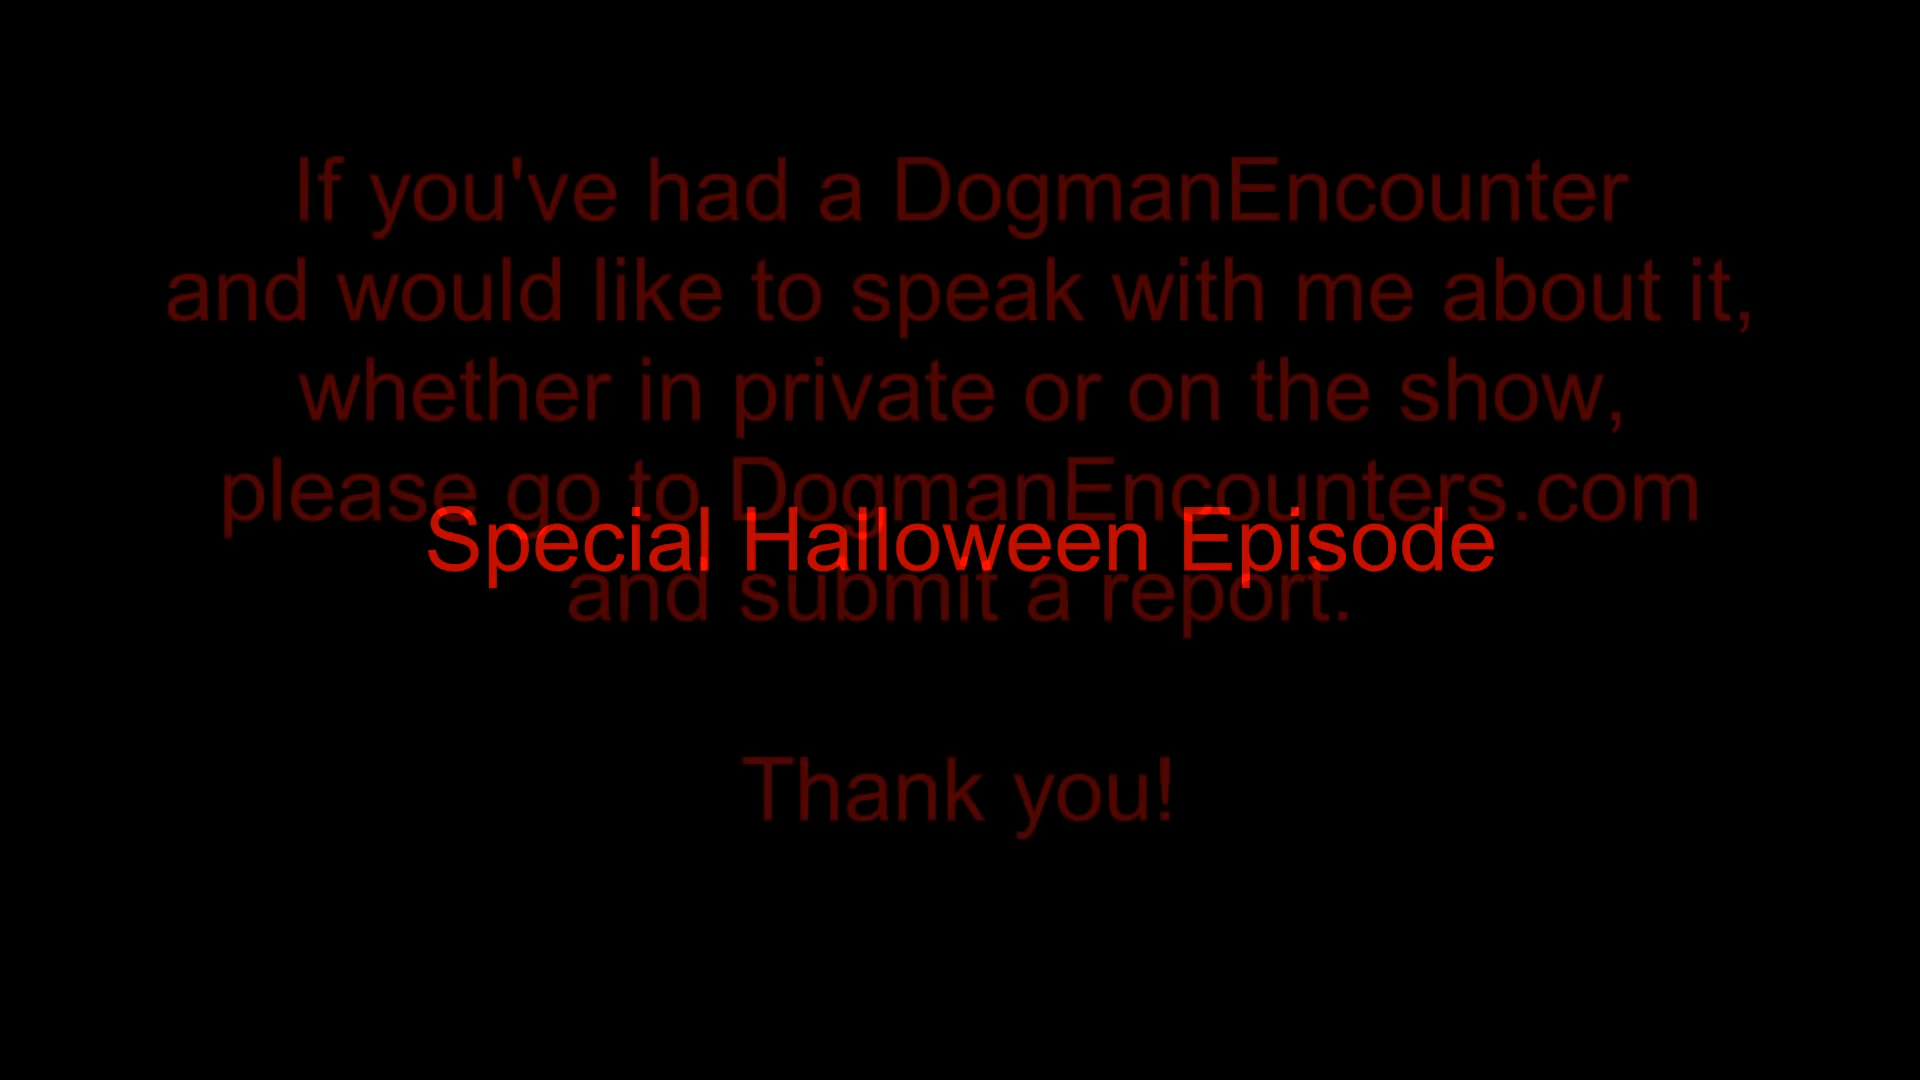 If you've had a DogmanEncounter
and would like to speak with me about it,
whether in private or on the show,
please go to DogmanEncounters.com
Special Halloween Episode
and submit a report.
Thank you!